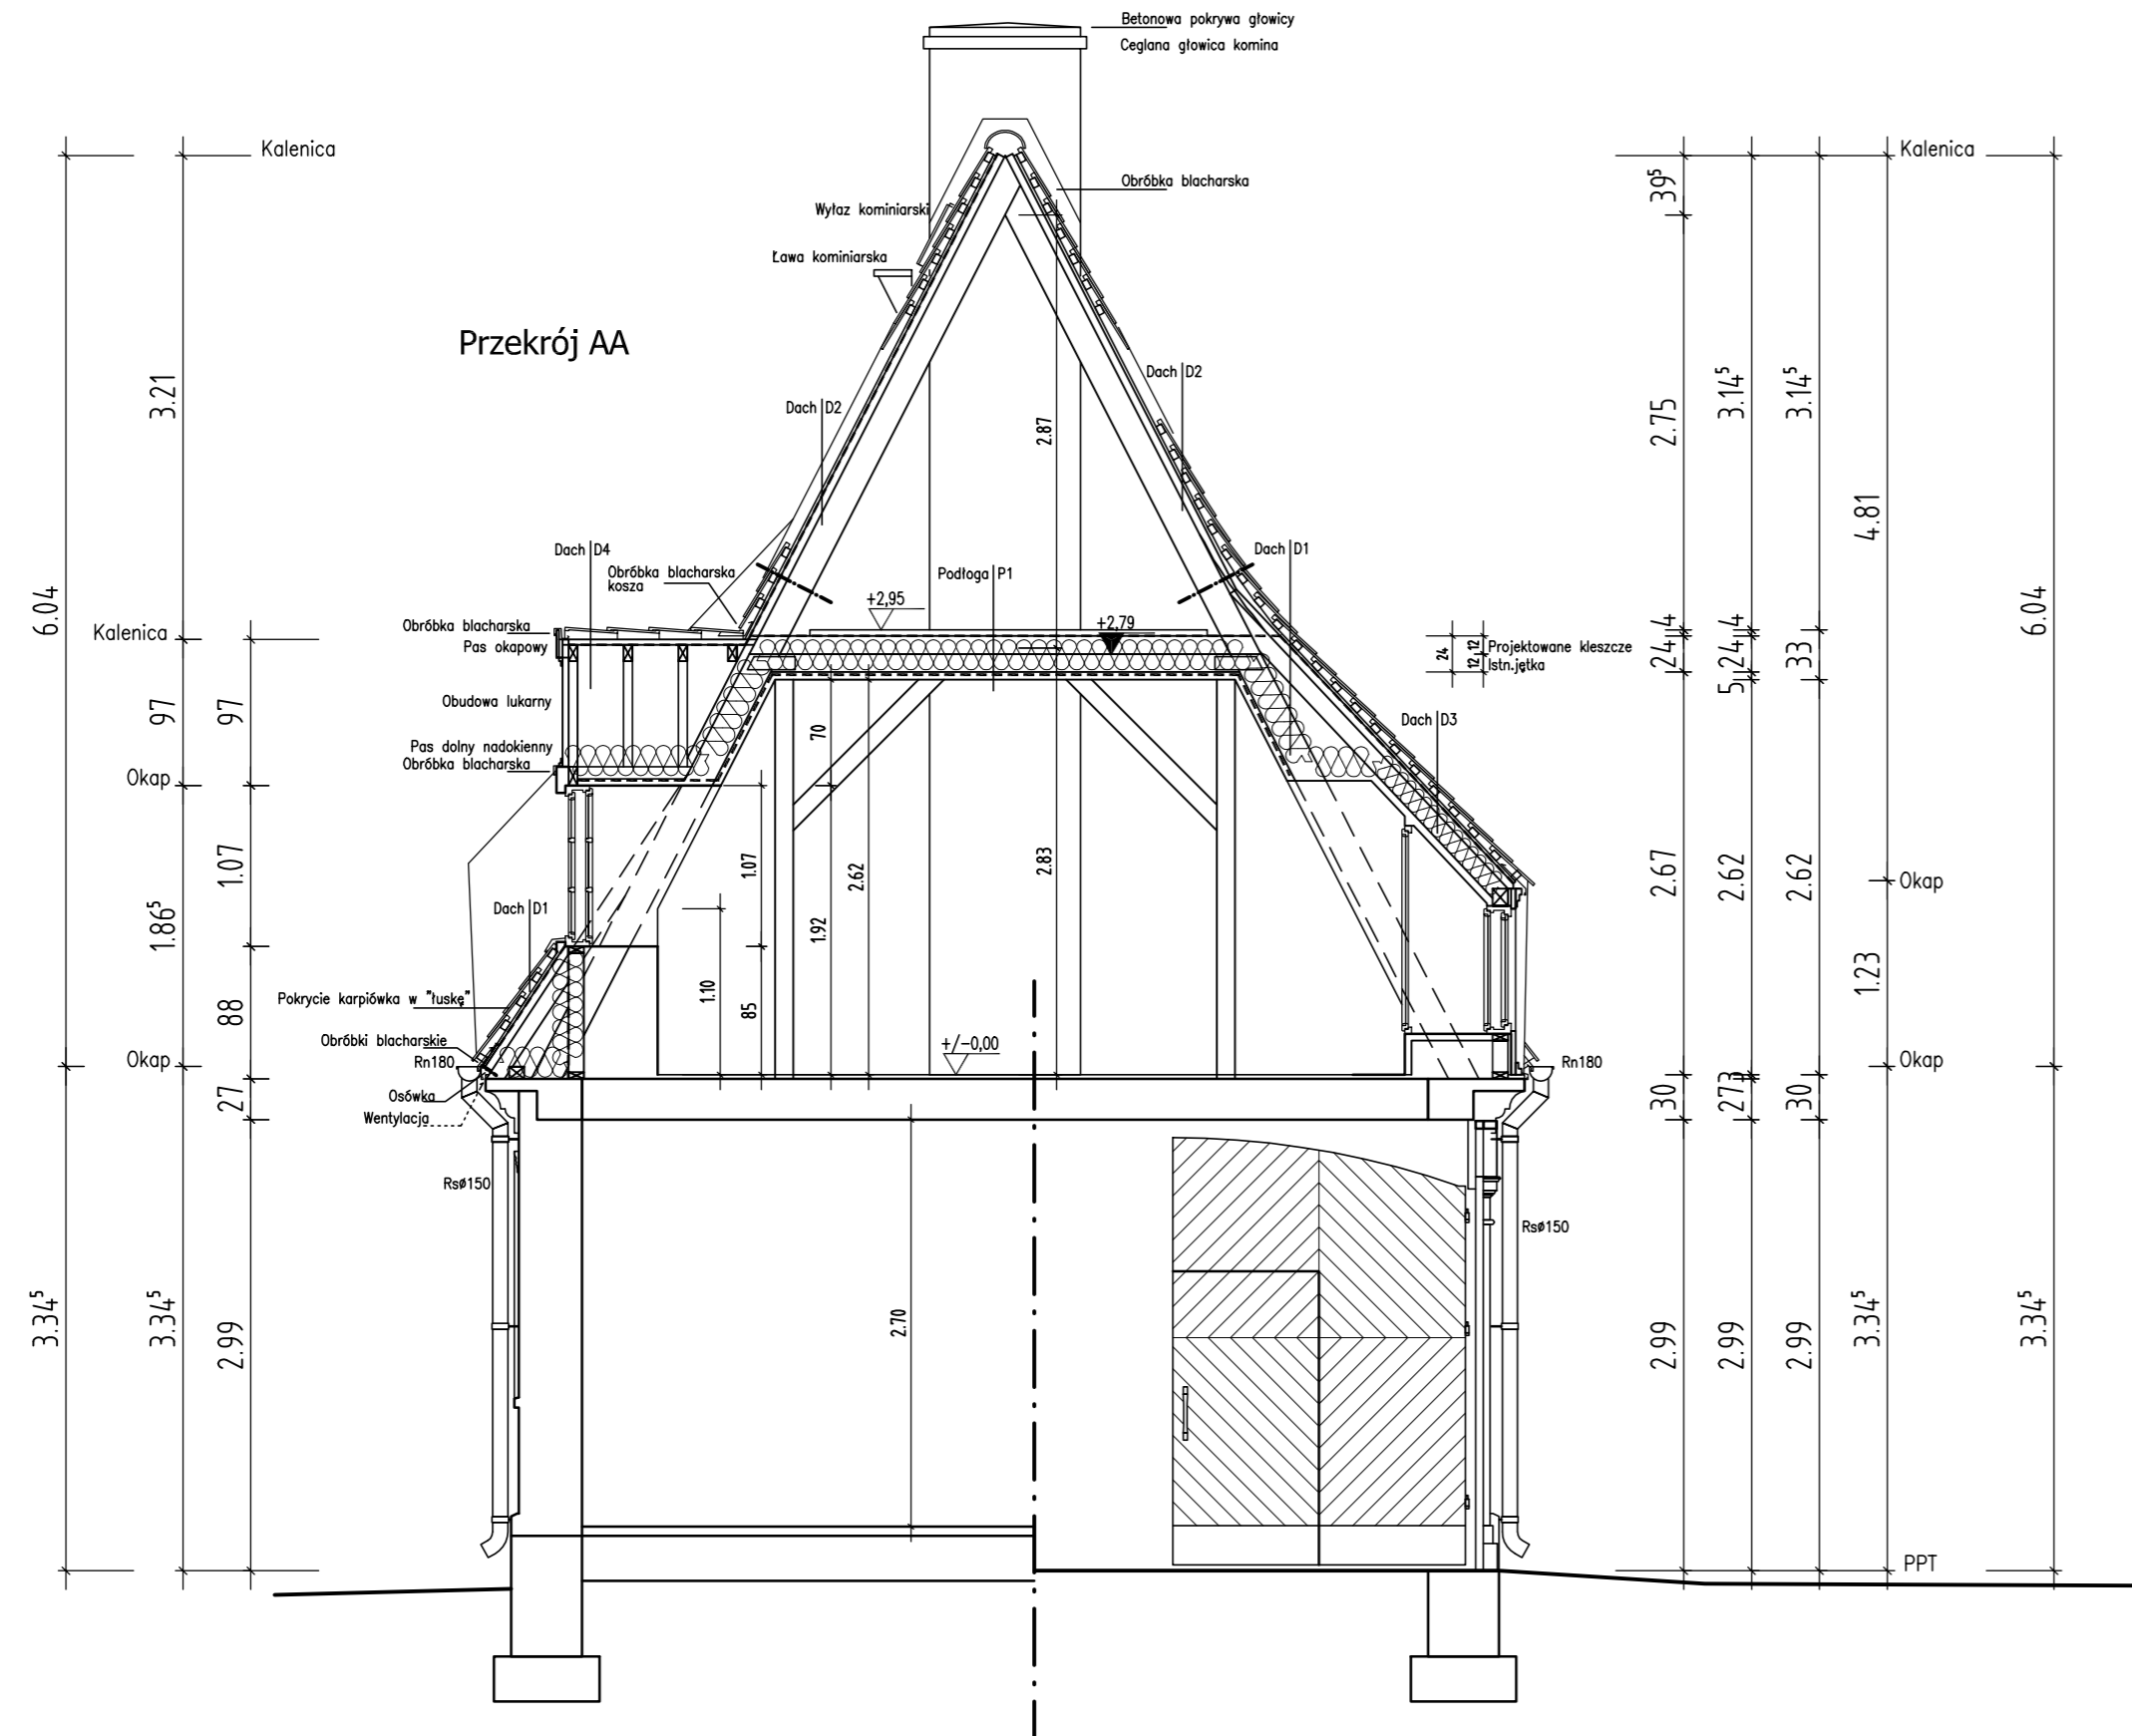 Betonowa pokrywa głowicy
Ceglana głowica komina
Kalenica
Kalenica
Obróbka blacharska
Wyłaz kominiarski
Ława kominiarska
Przekrój AA
39⁵
3.21
Dach D2
Dach D2
2.87
2.75
3.14⁵
3.14⁵
4.81
Dach D4
Obróbka blacharska
kosza
Podłoga P1
Dach D1
6.04
6.04
+2,95
+2,79
Kalenica
Obróbka blacharska
Pas okapowy
4
4
24
24
33
5
24
12
12
Projektowane kleszcze
Istn.jętka
97
97
Obudowa lukarny
70
Dach D3
Pas dolny nadokienny
Obróbka blacharska
Okap
1.07
1.07
2.62
2.83
2.67
2.62
2.62
Okap
1.86⁵
Dach D1
1.92
1.10
85
1.23
88
Pokrycie karpiówka w "łuskę"
Obróbki blacharskie
+/-0,00
Okap
Rn180
Rn180
Okap
27
Osówka
Wentylacja
30
27
3
30
Rsø150
Rsø150
3.34⁵
3.34⁵
2.99
2.70
2.99
2.99
2.99
3.34⁵
3.34⁵
PPT